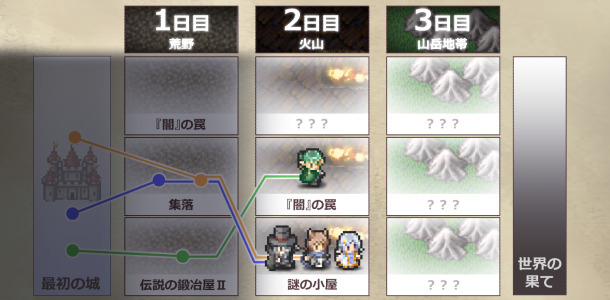 1日目
荒野
2日目
火山
3日目
山岳地帯
『闇』の罠
？？？
？？？
集落
『闇』の罠
？？？
最初の城
伝説の鍛冶屋Ⅱ
謎の小屋
？？？
世界の
果て